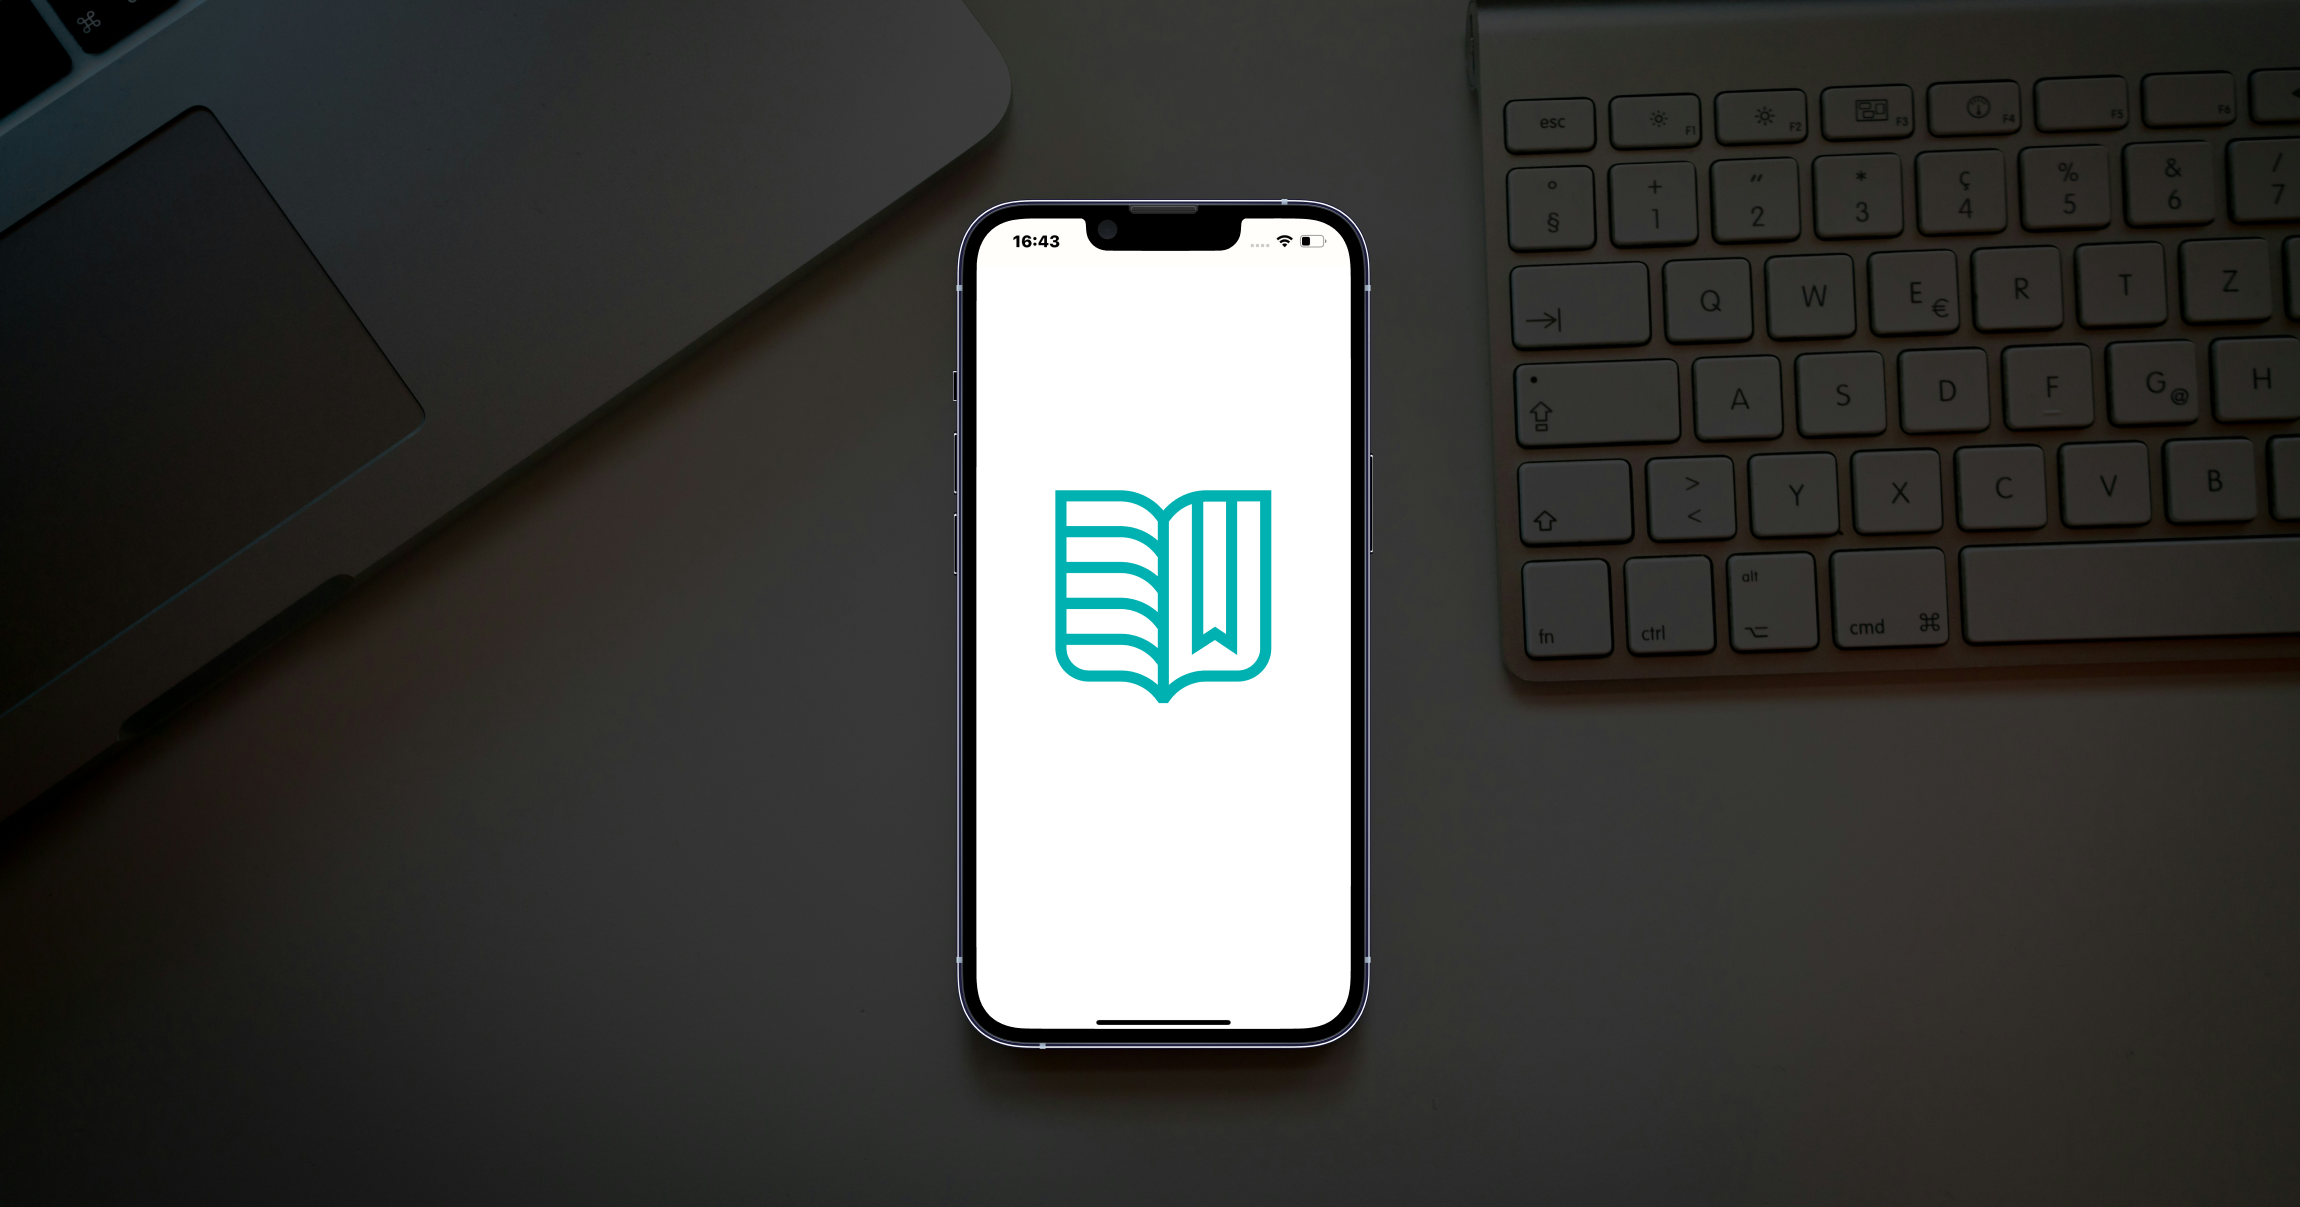 16:43
esc F1 F2 F3 F4 F5 F6
° + “ * ç % & /
§ 1 2 3 4 5 6 7
Q W E € R T Z
A S D F G @ H
> < Y X C V B
fn ctrl alt cmd ⌘